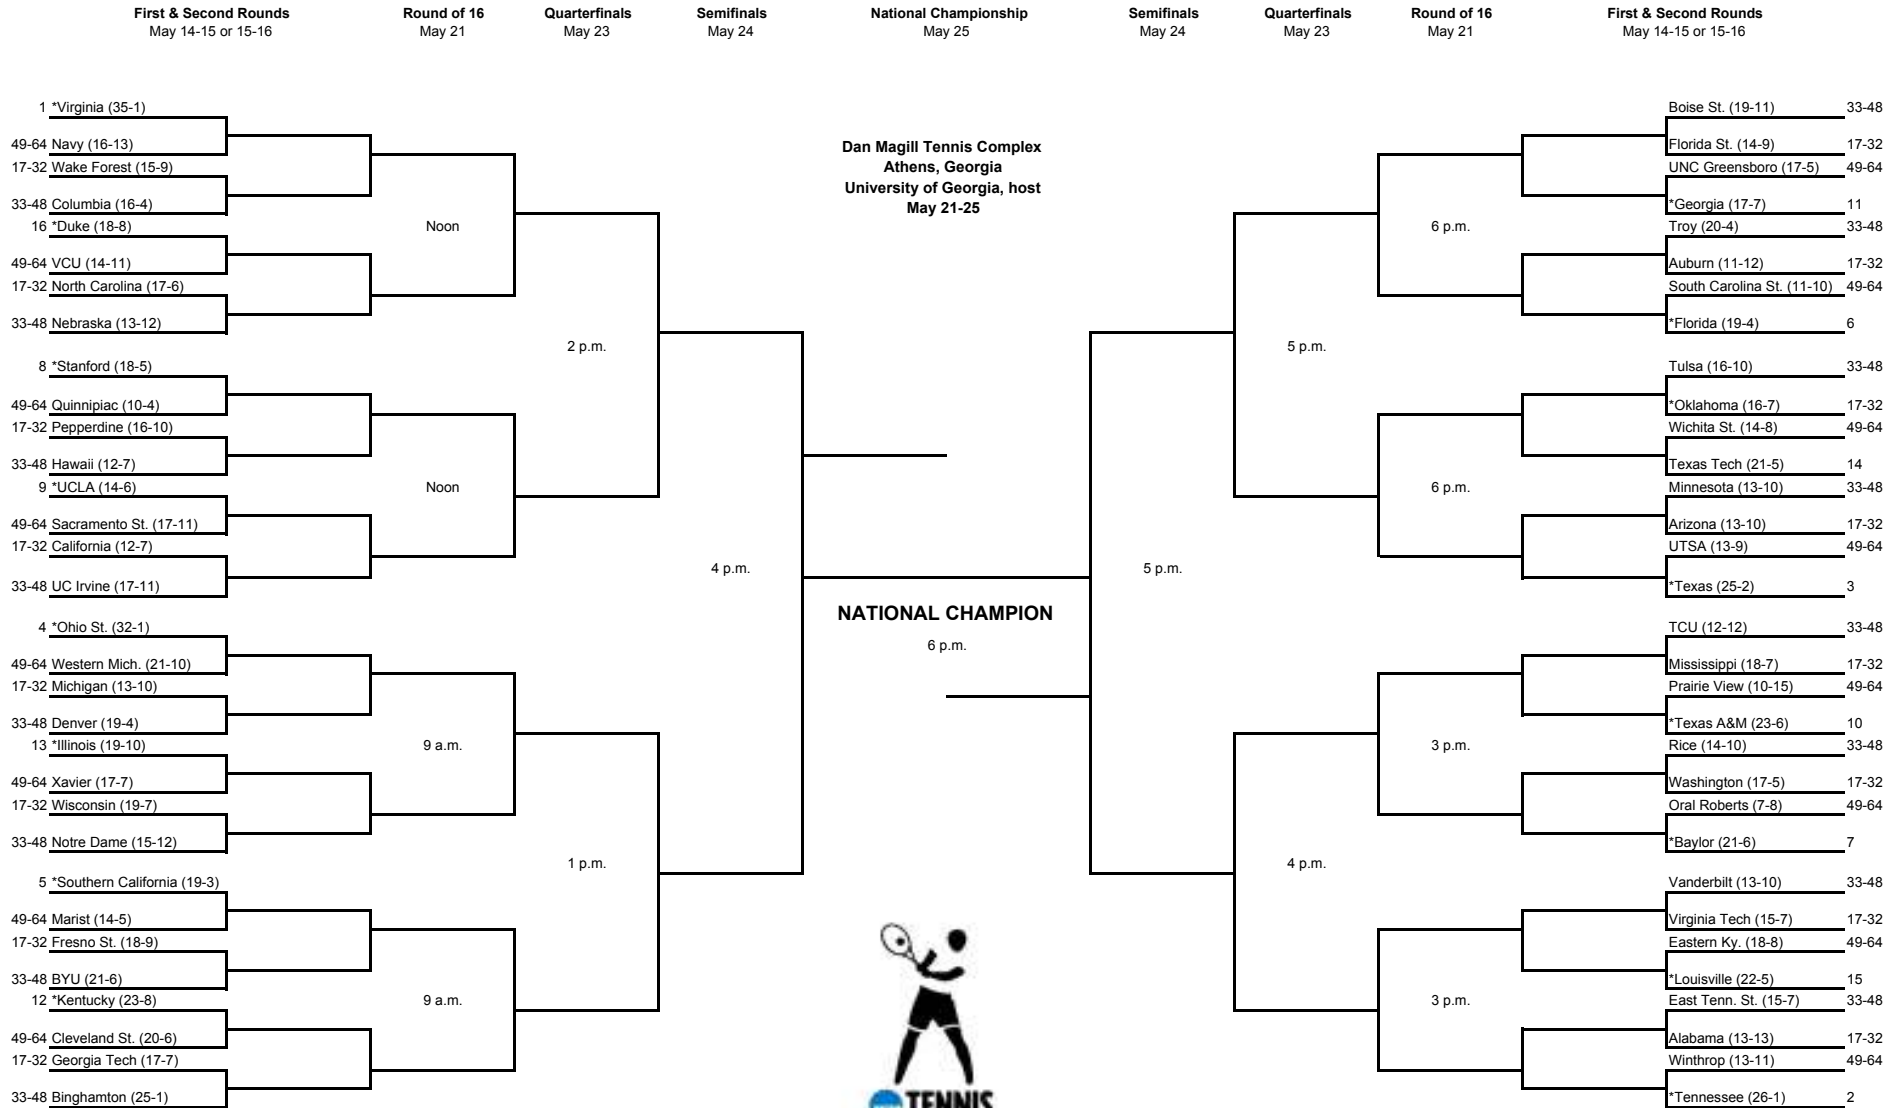 First & Second Rounds
May 14-15 or 15-16
Round of 16
May 21
Quarterfinals
May 23
Semifinals
May 24
National Championship
May 25
Semifinals
May 24
Quarterfinals
May 23
Round of 16
May 21
First & Second Rounds
May 14-15 or 15-16
1 *Virginia (35-1)
49-64 Navy (16-13)
17-32 Wake Forest (15-9)
33-48 Columbia (16-4)
16 *Duke (18-8)
49-64 VCU (14-11)
17-32 North Carolina (17-6)
33-48 Nebraska (13-12)
8 *Stanford (18-5)
49-64 Quinnipiac (10-4)
17-32 Pepperdine (16-10)
33-48 Hawaii (12-7)
9 *UCLA (14-6)
49-64 Sacramento St. (17-11)
17-32 California (12-7)
33-48 UC Irvine (17-11)
4 *Ohio St. (32-1)
49-64 Western Mich. (21-10)
17-32 Michigan (13-10)
33-48 Denver (19-4)
13 *Illinois (19-10)
49-64 Xavier (17-7)
17-32 Wisconsin (19-7)
33-48 Notre Dame (15-12)
5 *Southern California (19-3)
49-64 Marist (14-5)
17-32 Fresno St. (18-9)
33-48 BYU (21-6)
12 *Kentucky (23-8)
49-64 Cleveland St. (20-6)
17-32 Georgia Tech (17-7)
33-48 Binghamton (25-1)
Noon
Noon
9 a.m.
9 a.m.
2 p.m.
1 p.m.
4 p.m.
Dan Magill Tennis Complex
Athens, Georgia
University of Georgia, host
May 21-25
NATIONAL CHAMPION
6 p.m.
TENNIS
5 p.m.
5 p.m.
4 p.m.
6 p.m.
6 p.m.
3 p.m.
3 p.m.
Boise St. (19-11) 33-48
Florida St. (14-9) 17-32
UNC Greensboro (17-5) 49-64
*Georgia (17-7) 11
Troy (20-4) 33-48
Auburn (11-12) 17-32
South Carolina St. (11-10) 49-64
*Florida (19-4) 6
Tulsa (16-10) 33-48
*Oklahoma (16-7) 17-32
Wichita St. (14-8) 49-64
Texas Tech (21-5) 14
Minnesota (13-10) 33-48
Arizona (13-10) 17-32
UTSA (13-9) 49-64
*Texas (25-2) 3
TCU (12-12) 33-48
Mississippi (18-7) 17-32
Prairie View (10-15) 49-64
*Texas A&M (23-6) 10
Rice (14-10) 33-48
Washington (17-5) 17-32
Oral Roberts (7-8) 49-64
*Baylor (21-6) 7
Vanderbilt (13-10) 33-48
Virginia Tech (15-7) 17-32
Eastern Ky. (18-8) 49-64
*Louisville (22-5) 15
East Tenn. St. (15-7) 33-48
Alabama (13-13) 17-32
Winthrop (13-11) 49-64
*Tennessee (26-1) 2